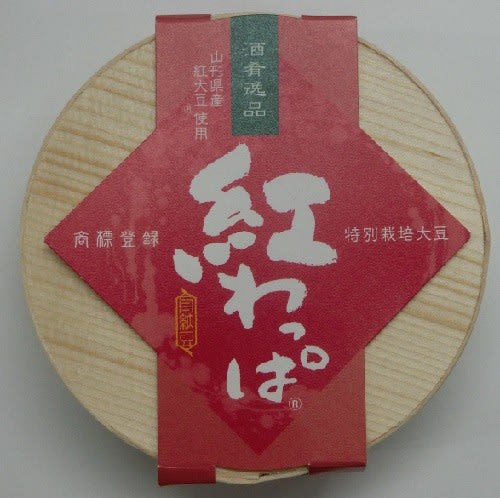 酒肴逸品
山形県産
紅大豆®使用
紅わっぱ®
商標登録
特別栽培大豆